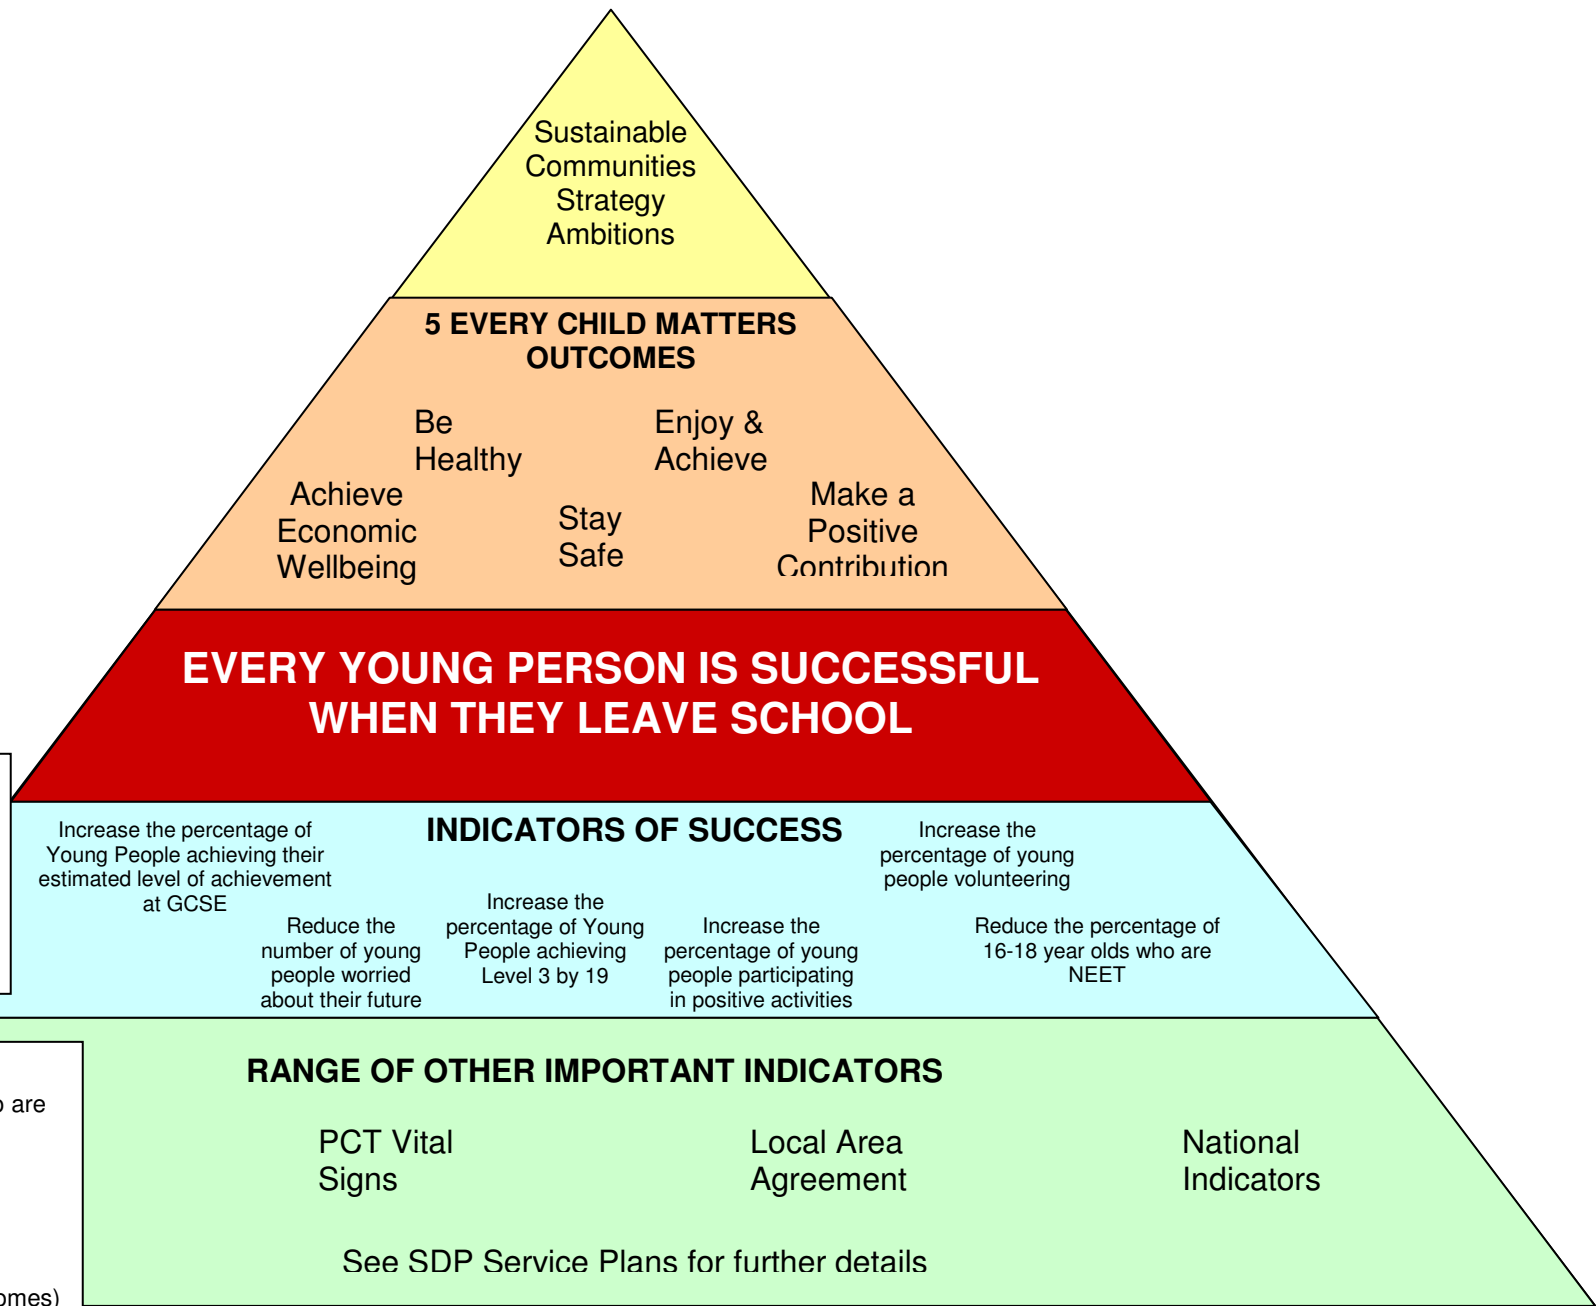 Sustainable
Communities
Strategy
Ambitions
5 EVERY CHILD MATTERS
OUTCOMES
Be
Healthy
Enjoy &
Achieve
Achieve
Economic
Wellbeing
Stay
Safe
Make a
Positive
Contribution
EVERY YOUNG PERSON IS SUCCESSFUL
WHEN THEY LEAVE SCHOOL
INDICATORS OF SUCCESS
Increase the percentage of
Young People achieving their
estimated level of achievement
at GCSE
Reduce the
number of young
people worried
about their future
Increase the
percentage of Young
People achieving
Level 3 by 19
Increase the
percentage of young
people participating
in positive activities
Increase the
percentage of young
people volunteering
Reduce the percentage of
16-18 year olds who are
NEET
RANGE OF OTHER IMPORTANT INDICATORS
are
PCT Vital
Signs
Local Area
Agreement
National
Indicators
See SDP Service Plans for further details